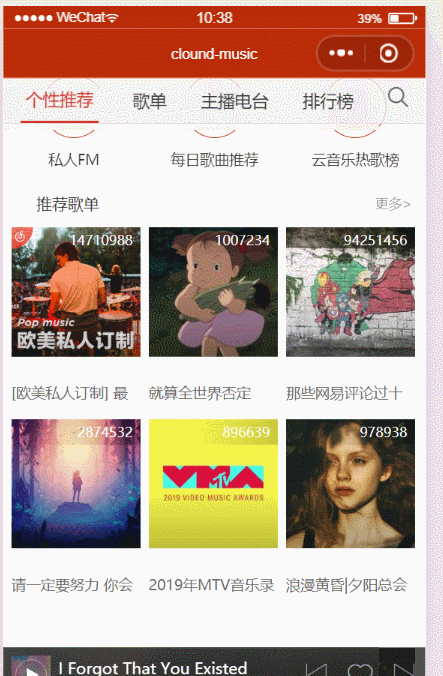 WeChat 10:38 39%
clound-music
个性推荐 歌单 主播电台 排行榜
私人FM 每日歌曲推荐 云音乐热歌榜
推荐歌单 更多>
14710988 1007234 94251456
Pop music
欧美私人订制
[欧美私人订制] 最 就算全世界否定 那些网易评论过十
2874532 896639 978938
MTV
2019 VIDEO MUSIC AWARDS
请一定要努力 你会 2019年MTV音乐录 浪漫黄昏|夕阳总会
I Forgot That You Existed